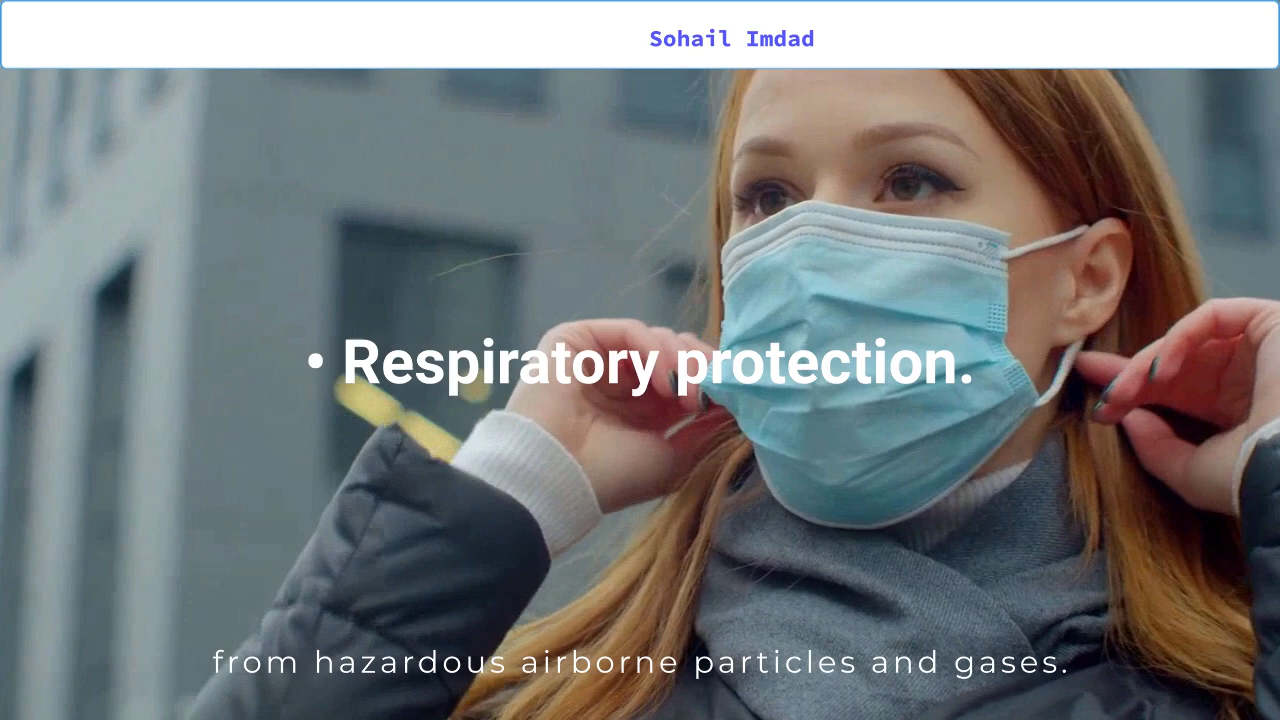 Sohail Imdad
• Respiratory protection.
from hazardous airborne particles and gases.